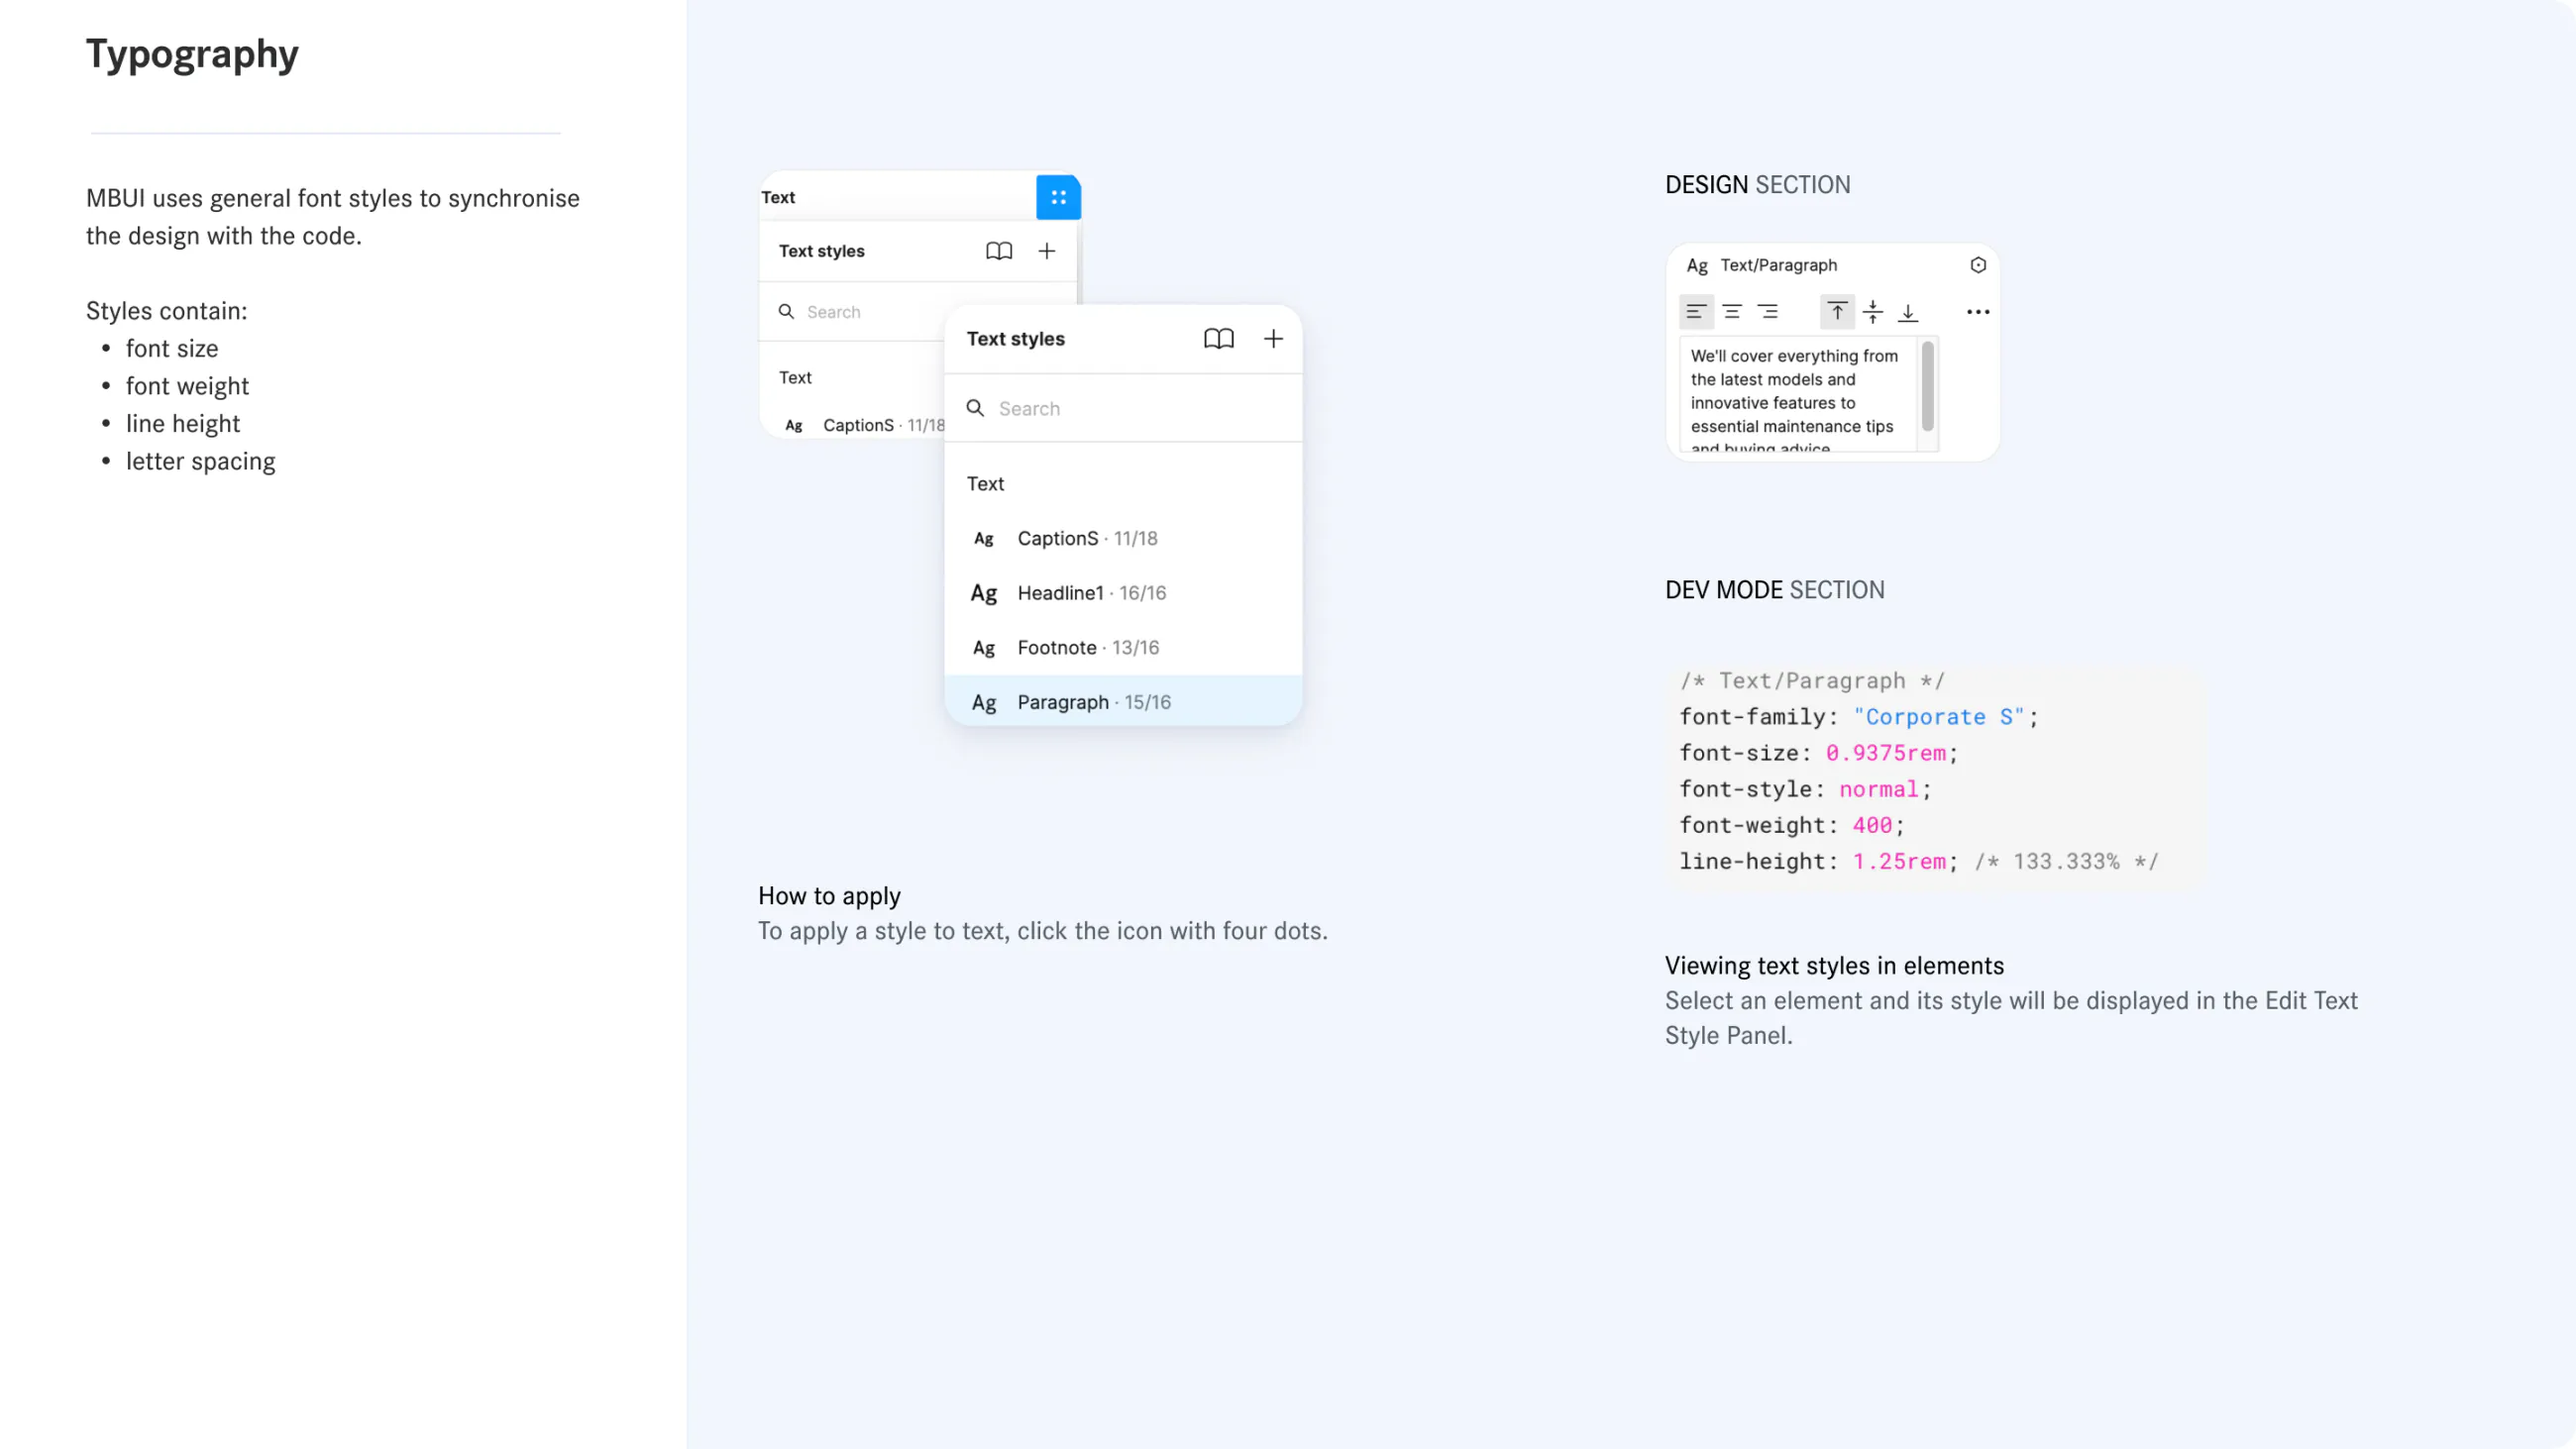 Typography
MBUI uses general font styles to synchronise
the design with the code.
Styles contain:
• font size
• font weight
• line height
• letter spacing
Text
Text styles
Search
Text
Ag CaptionS · 11/18
Text styles
Search
Text
Ag CaptionS · 11/18
Ag Headline1 · 16/16
Ag Footnote · 13/16
Ag Paragraph · 15/16
How to apply
To apply a style to text, click the icon with four dots.
DESIGN SECTION
Ag Text/Paragraph
We'll cover everything from
the latest models and
innovative features to
essential maintenance tips
and buying advice
DEV MODE SECTION
/* Text/Paragraph */
font-family: "Corporate S";
font-size: 0.9375rem;
font-style: normal;
font-weight: 400;
line-height: 1.25rem; /* 133.333% */
Viewing text styles in elements
Select an element and its style will be displayed in the Edit Text
Style Panel.